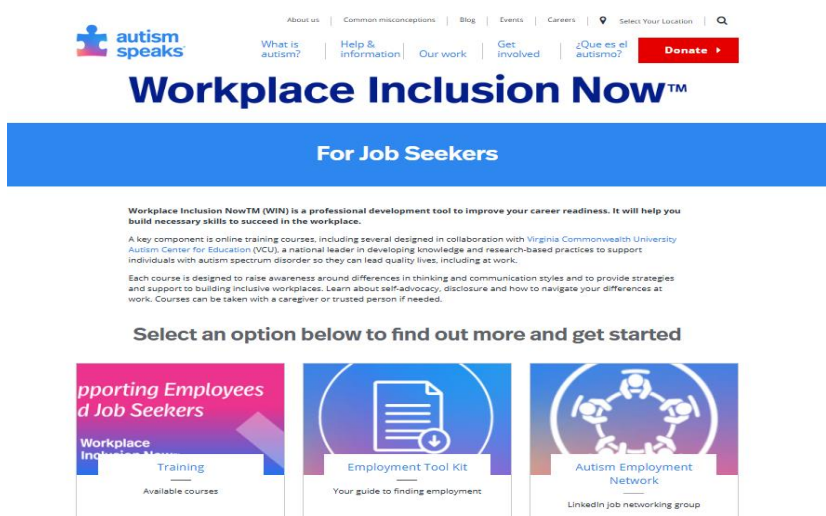 About us | Common misconceptions | Blog | Events | Careers | Select Your Location
autism
speaks
What is
autism?
Help &
information
Our work
Get
involved
¿Que es el
autismo?
Donate
Workplace Inclusion Now™
For Job Seekers
Workplace Inclusion NowTM (WIN) is a professional development tool to improve your career readiness. It will help you
build necessary skills to succeed in the workplace.
A key component is online training courses, including several designed in collaboration with Virginia Commonwealth University
Autism Center for Education (VCU), a national leader in developing knowledge and research-based practices to support
individuals with autism spectrum disorder so they can lead quality lives, including at work.
Each course is designed to raise awareness around differences in thinking and communication styles and to provide strategies
and support to building inclusive workplaces. Learn about self-advocacy, disclosure and how to navigate your differences at
work. Courses can be taken with a caregiver or trusted person if needed.
Select an option below to find out more and get started
pporting Employees
d Job Seekers
Workplace
Training
Available courses
Employment Tool Kit
Your guide to finding employment
Autism Employment
Network
LinkedIn job networking group